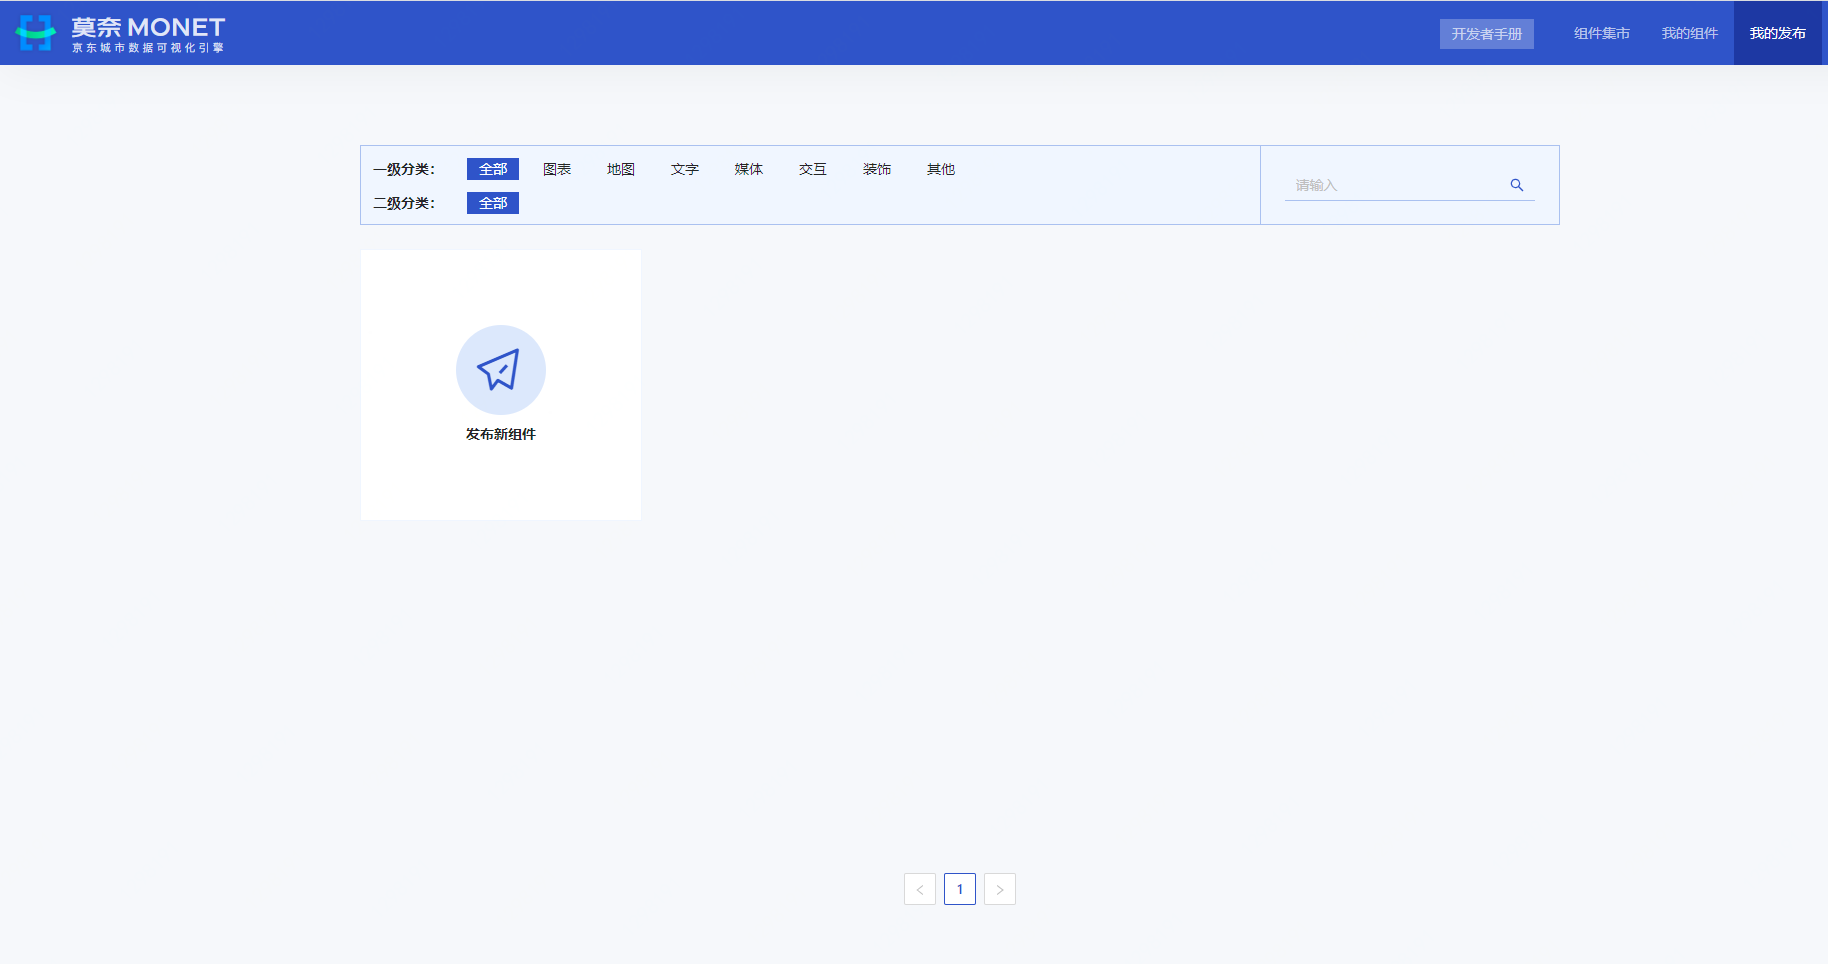 莫奈 MONET
京东城市数据可视化引擎
开发者手册 组件集市 我的组件 我的发布
一级分类： 全部 图表 地图 文字 媒体 交互 装饰 其他
请输入
二级分类： 全部
发布新组件
< 1 >